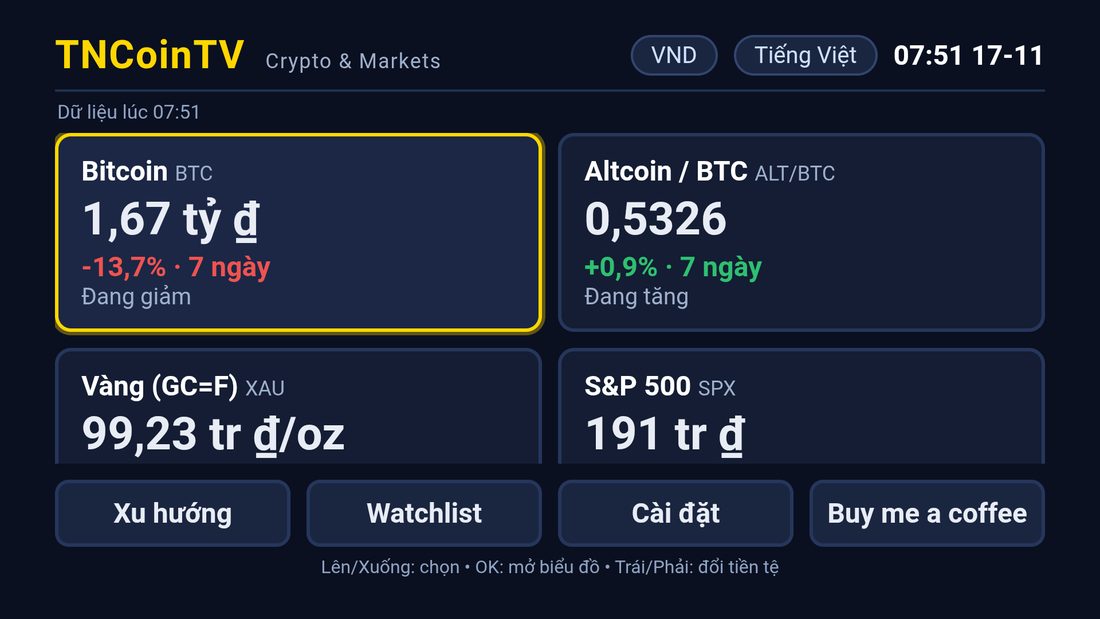 TNCoinTV Crypto & Markets VND Tiếng Việt 07:51 17-11
Dữ liệu lúc 07:51
Bitcoin BTC
1,67 tỷ ₫
-13,7% · 7 ngày
Đang giảm
Altcoin / BTC ALT/BTC
0,5326
+0,9% · 7 ngày
Đang tăng
Vàng (GC=F) XAU
99,23 tr ₫/oz
S&P 500 SPX
191 tr ₫
Xu hướng
Watchlist
Cài đặt
Buy me a coffee
Lên/Xuống: chọn • OK: mở biểu đồ • Trái/Phải: đổi tiền tệ